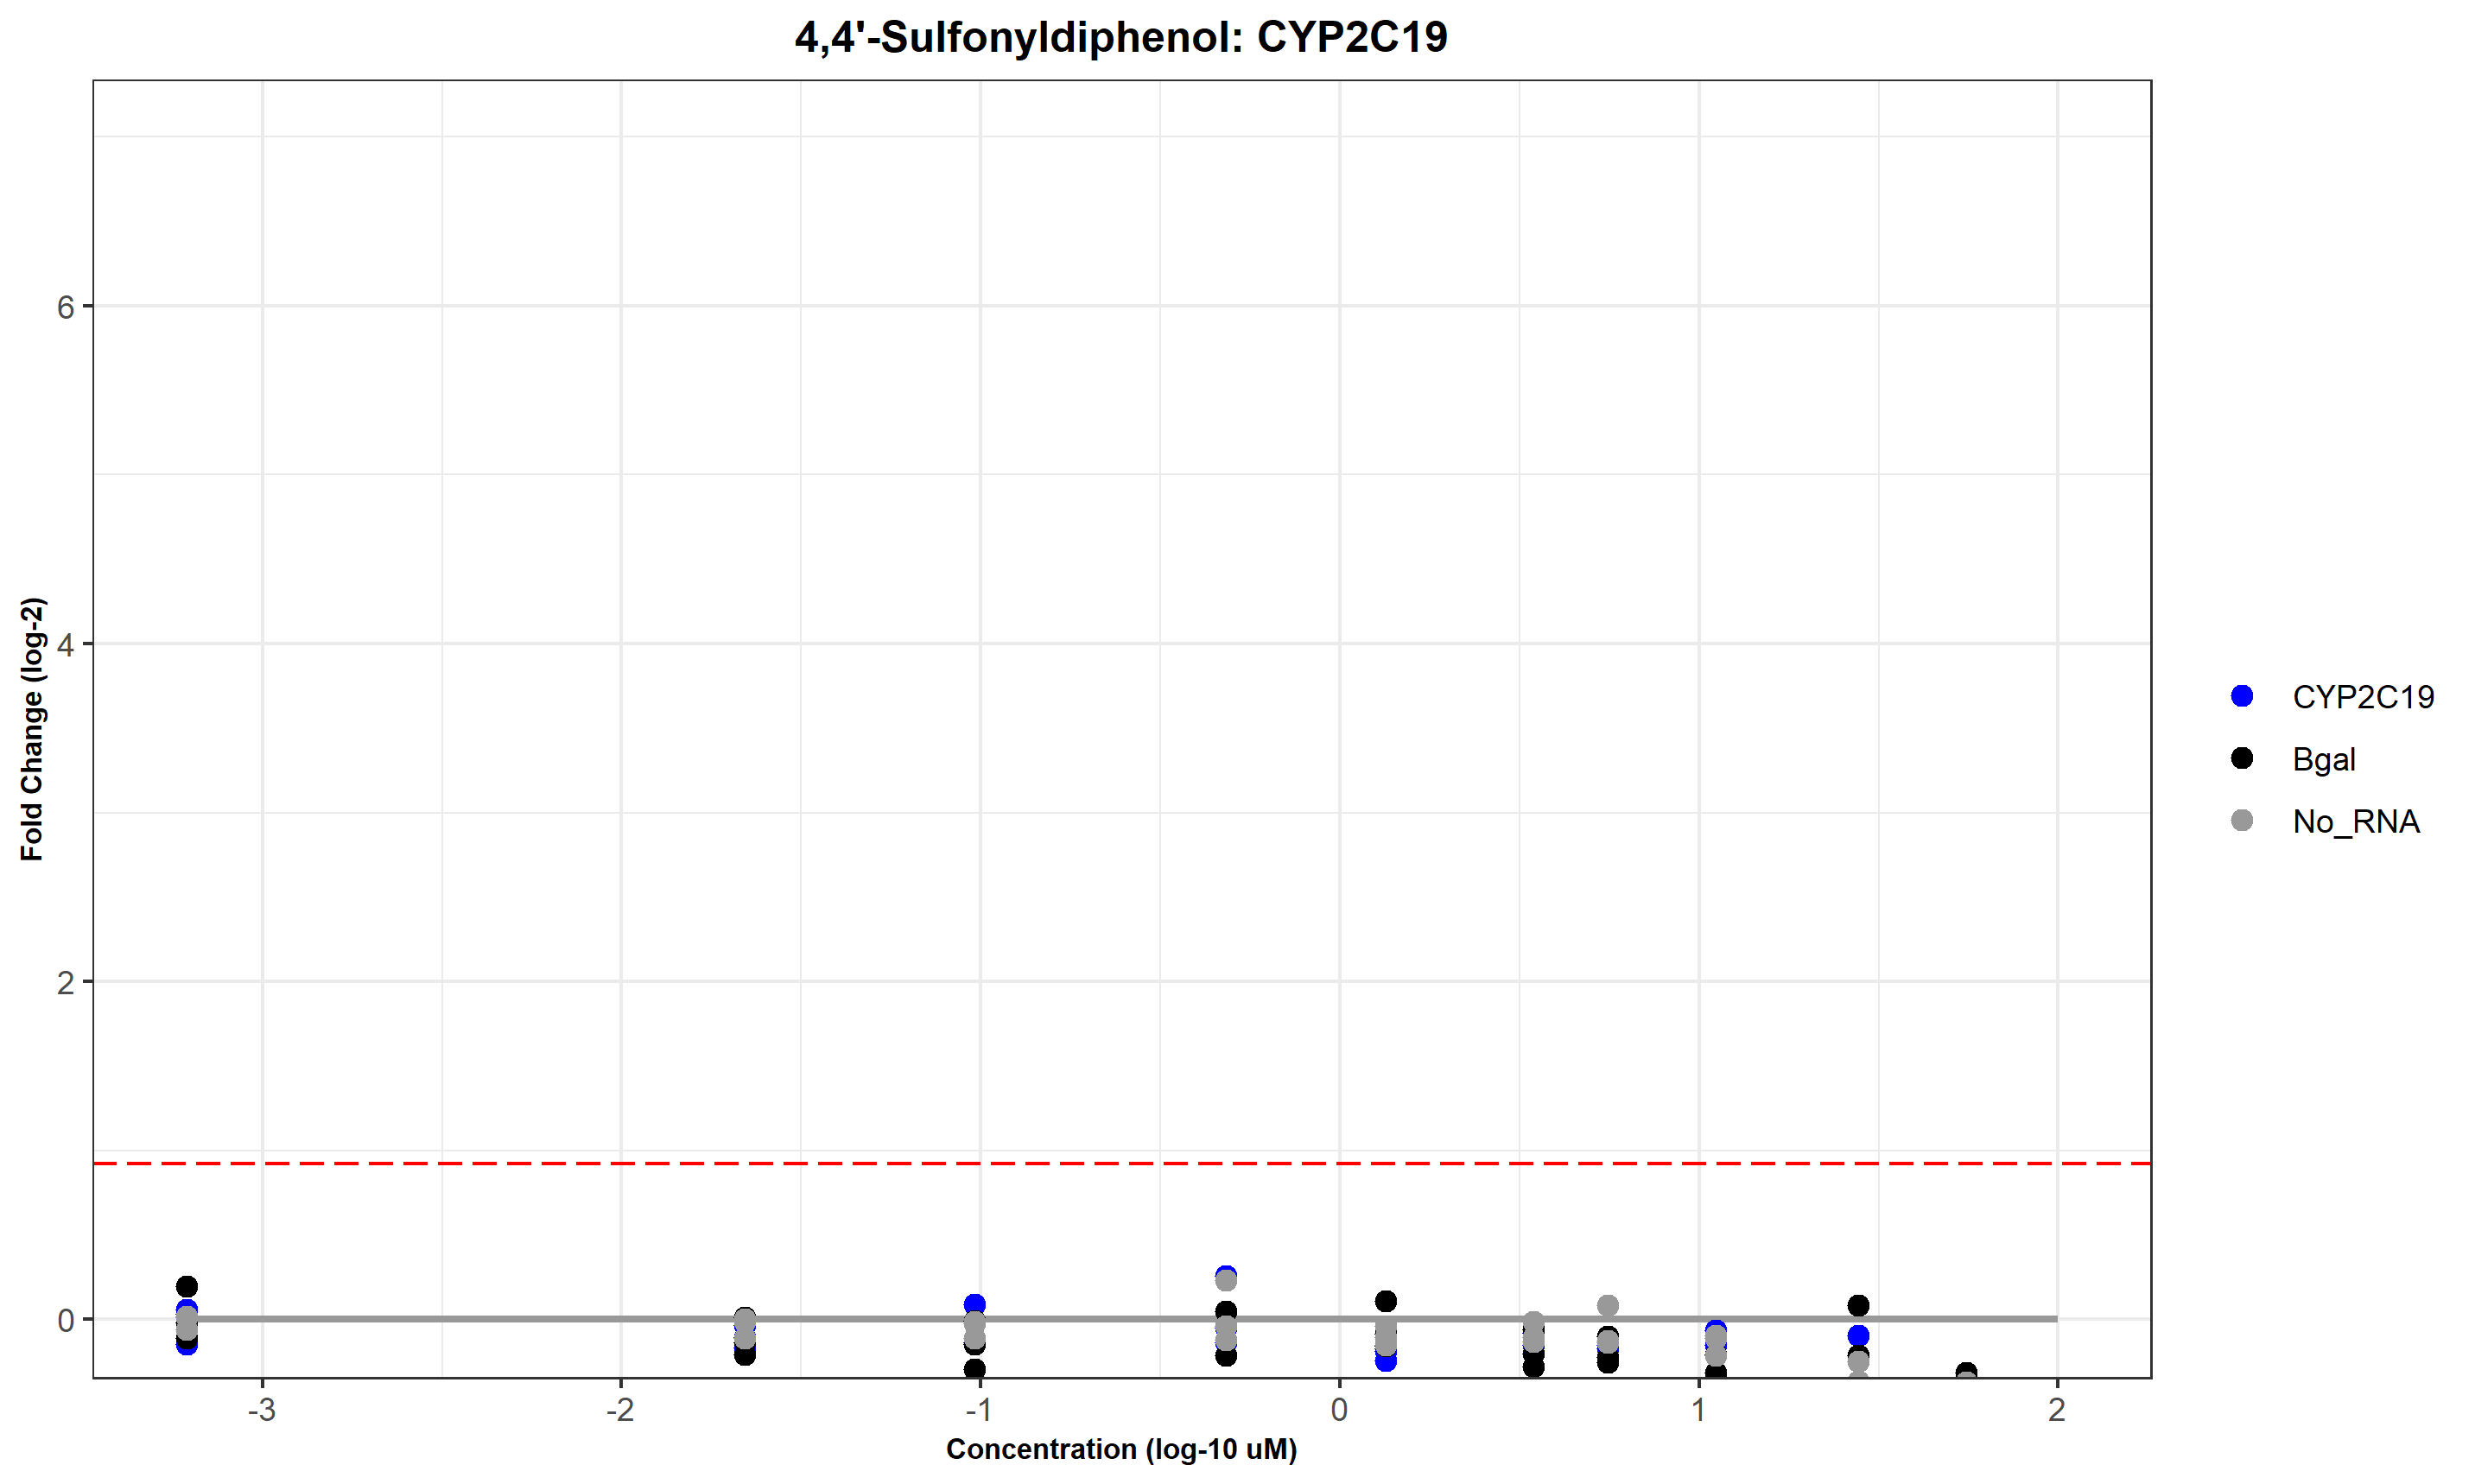 4,4'-Sulfonyldiphenol: CYP2C19
Fold Change (log-2)
6
4
2
0
-3
-2
-1
0
1
2
Concentration (log-10 uM)
CYP2C19
Bgal
No_RNA